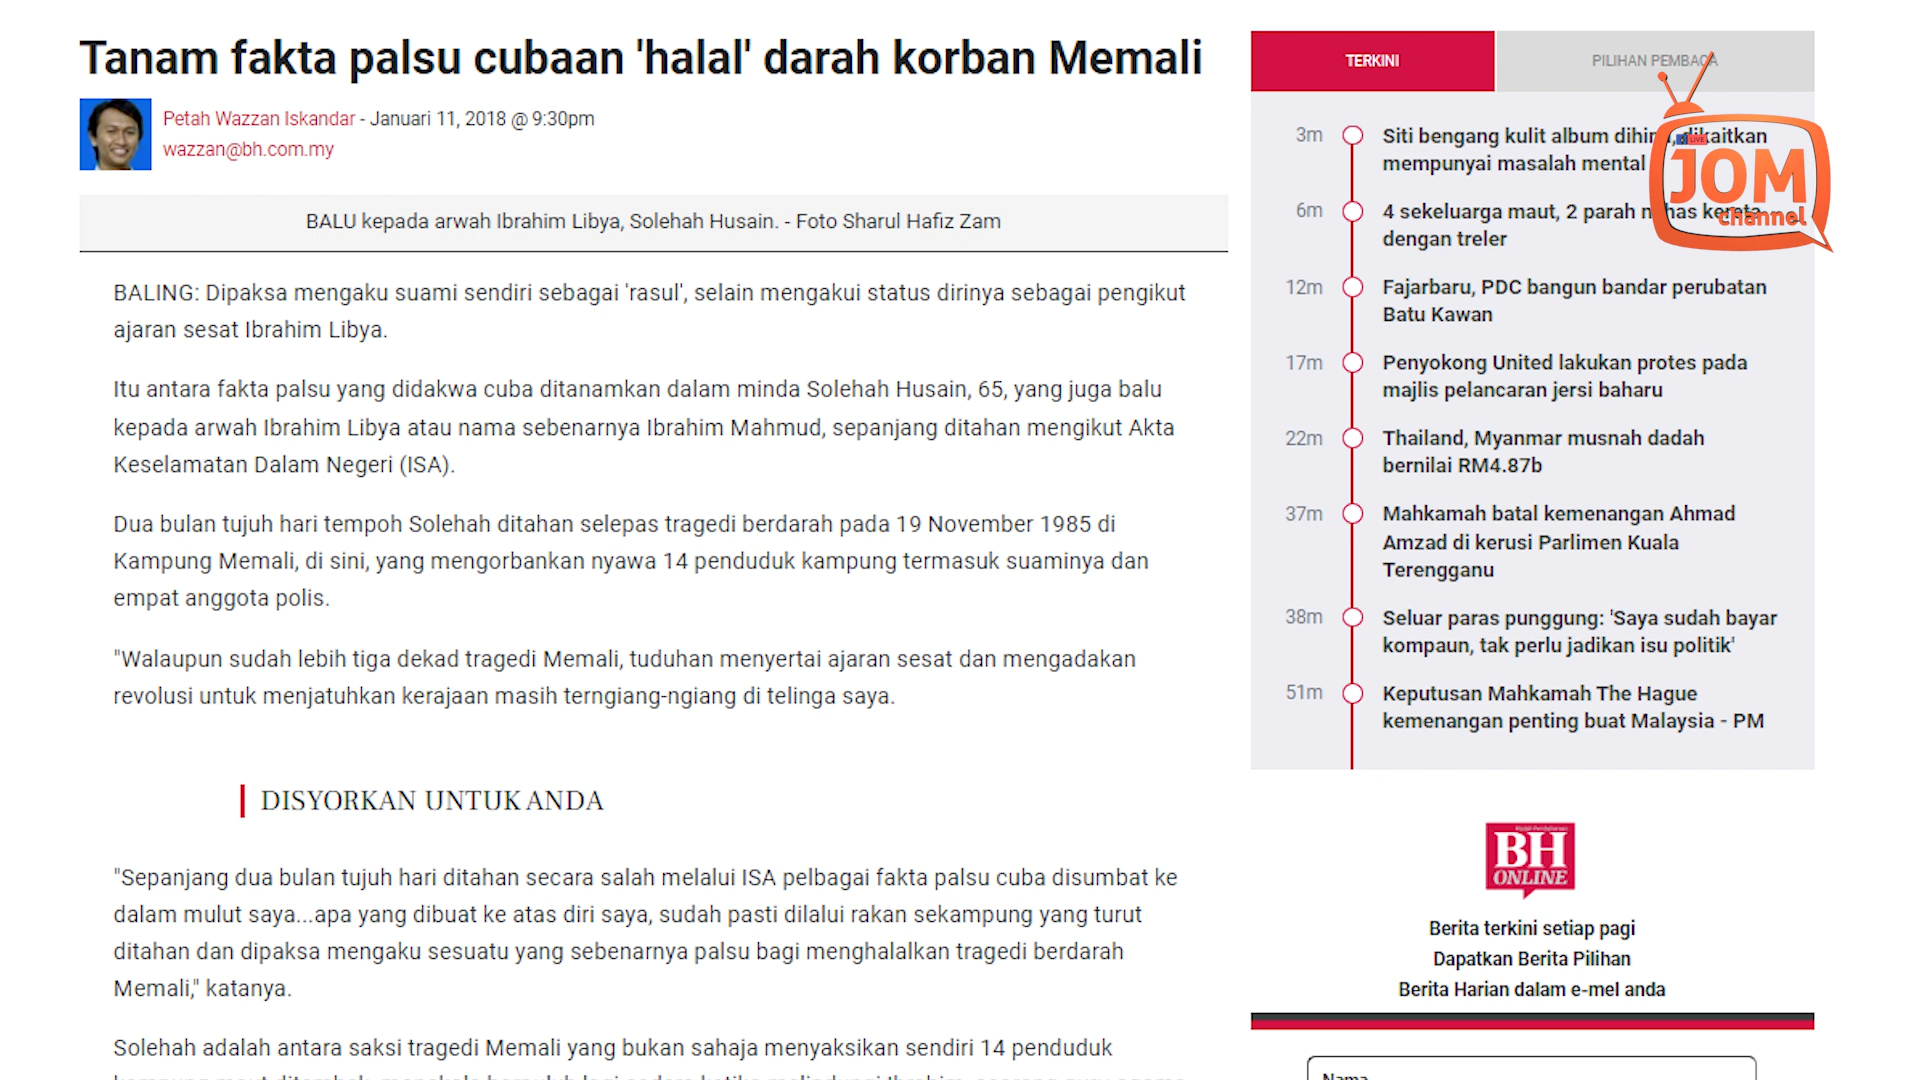 Tanam fakta palsu cubaan 'halal' darah korban Memali
Petah Wazzan Iskandar - Januari 11, 2018 @ 9:30pm
wazzan@bh.com.my
BALU kepada arwah Ibrahim Libya, Solehah Husain. - Foto Sharul Hafiz Zam
BALING: Dipaksa mengaku suami sendiri sebagai 'rasul', selain mengakui status dirinya sebagai pengikut
ajaran sesat Ibrahim Libya.
Itu antara fakta palsu yang didakwa cuba ditanamkan dalam minda Solehah Husain, 65, yang juga balu
kepada arwah Ibrahim Libya atau nama sebenarnya Ibrahim Mahmud, sepanjang ditahan mengikut Akta
Keselamatan Dalam Negeri (ISA).
Dua bulan tujuh hari tempoh Solehah ditahan selepas tragedi berdarah pada 19 November 1985 di
Kampung Memali, di sini, yang mengorbankan nyawa 14 penduduk kampung termasuk suaminya dan
empat anggota polis.
"Walaupun sudah lebih tiga dekad tragedi Memali, tuduhan menyertai ajaran sesat dan mengadakan
revolusi untuk menjatuhkan kerajaan masih terngiang-ngiang di telinga saya.
DISYORKAN UNTUK ANDA
"Sepanjang dua bulan tujuh hari ditahan secara salah melalui ISA pelbagai fakta palsu cuba disumbat ke
dalam mulut saya...apa yang dibuat ke atas diri saya, sudah pasti dilalui rakan sekampung yang turut
ditahan dan dipaksa mengaku sesuatu yang sebenarnya palsu bagi menghalalkan tragedi berdarah
Memali," katanya.
Solehah adalah antara saksi tragedi Memali yang bukan sahaja menyaksikan sendiri 14 penduduk
TERKINI
PILIHAN PEMBACA
LIVE
JOM
channel
3m
Siti bengang kulit album dihina, dikaitkan
mempunyai masalah mental
6m
4 sekeluarga maut, 2 parah nahas kereta
dengan treler
12m
Fajarbaru, PDC bangun bandar perubatan
Batu Kawan
17m
Penyokong United lakukan protes pada
majlis pelancaran jersi baharu
22m
Thailand, Myanmar musnah dadah
bernilai RM4.87b
37m
Mahkamah batal kemenangan Ahmad
Amzad di kerusi Parlimen Kuala
Terengganu
38m
Seluar paras punggung: 'Saya sudah bayar
kompaun, tak perlu jadikan isu politik'
51m
Keputusan Mahkamah The Hague
kemenangan penting buat Malaysia - PM
BH
ONLINE
Berita terkini setiap pagi
Dapatkan Berita Pilihan
Berita Harian dalam e-mel anda
Nama